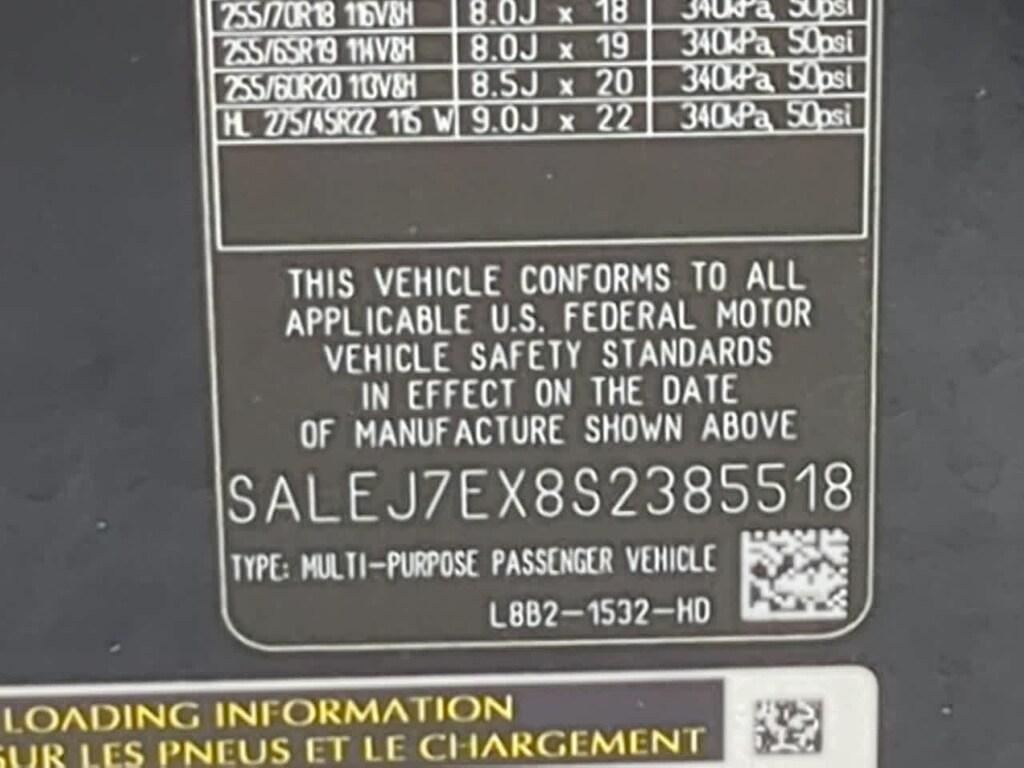 255/70R18 116V&H 8.0J x 18 340kPa, 50psi
255/65R19 114V&H 8.0J x 19 340kPa, 50psi
255/60R20 113V&H 8.5J x 20 340kPa, 50psi
HL 275/45R22 115 W 9.0J x 22 340kPa, 50psi
THIS VEHICLE CONFORMS TO ALL
APPLICABLE U.S. FEDERAL MOTOR
VEHICLE SAFETY STANDARDS
IN EFFECT ON THE DATE
OF MANUFACTURE SHOWN ABOVE
SALEJ7EX8S2385518
TYPE: MULTI-PURPOSE PASSENGER VEHICLE
L8B2-1532-HD
LOADING INFORMATION
SUR LES PNEUS ET LE CHARGEMENT